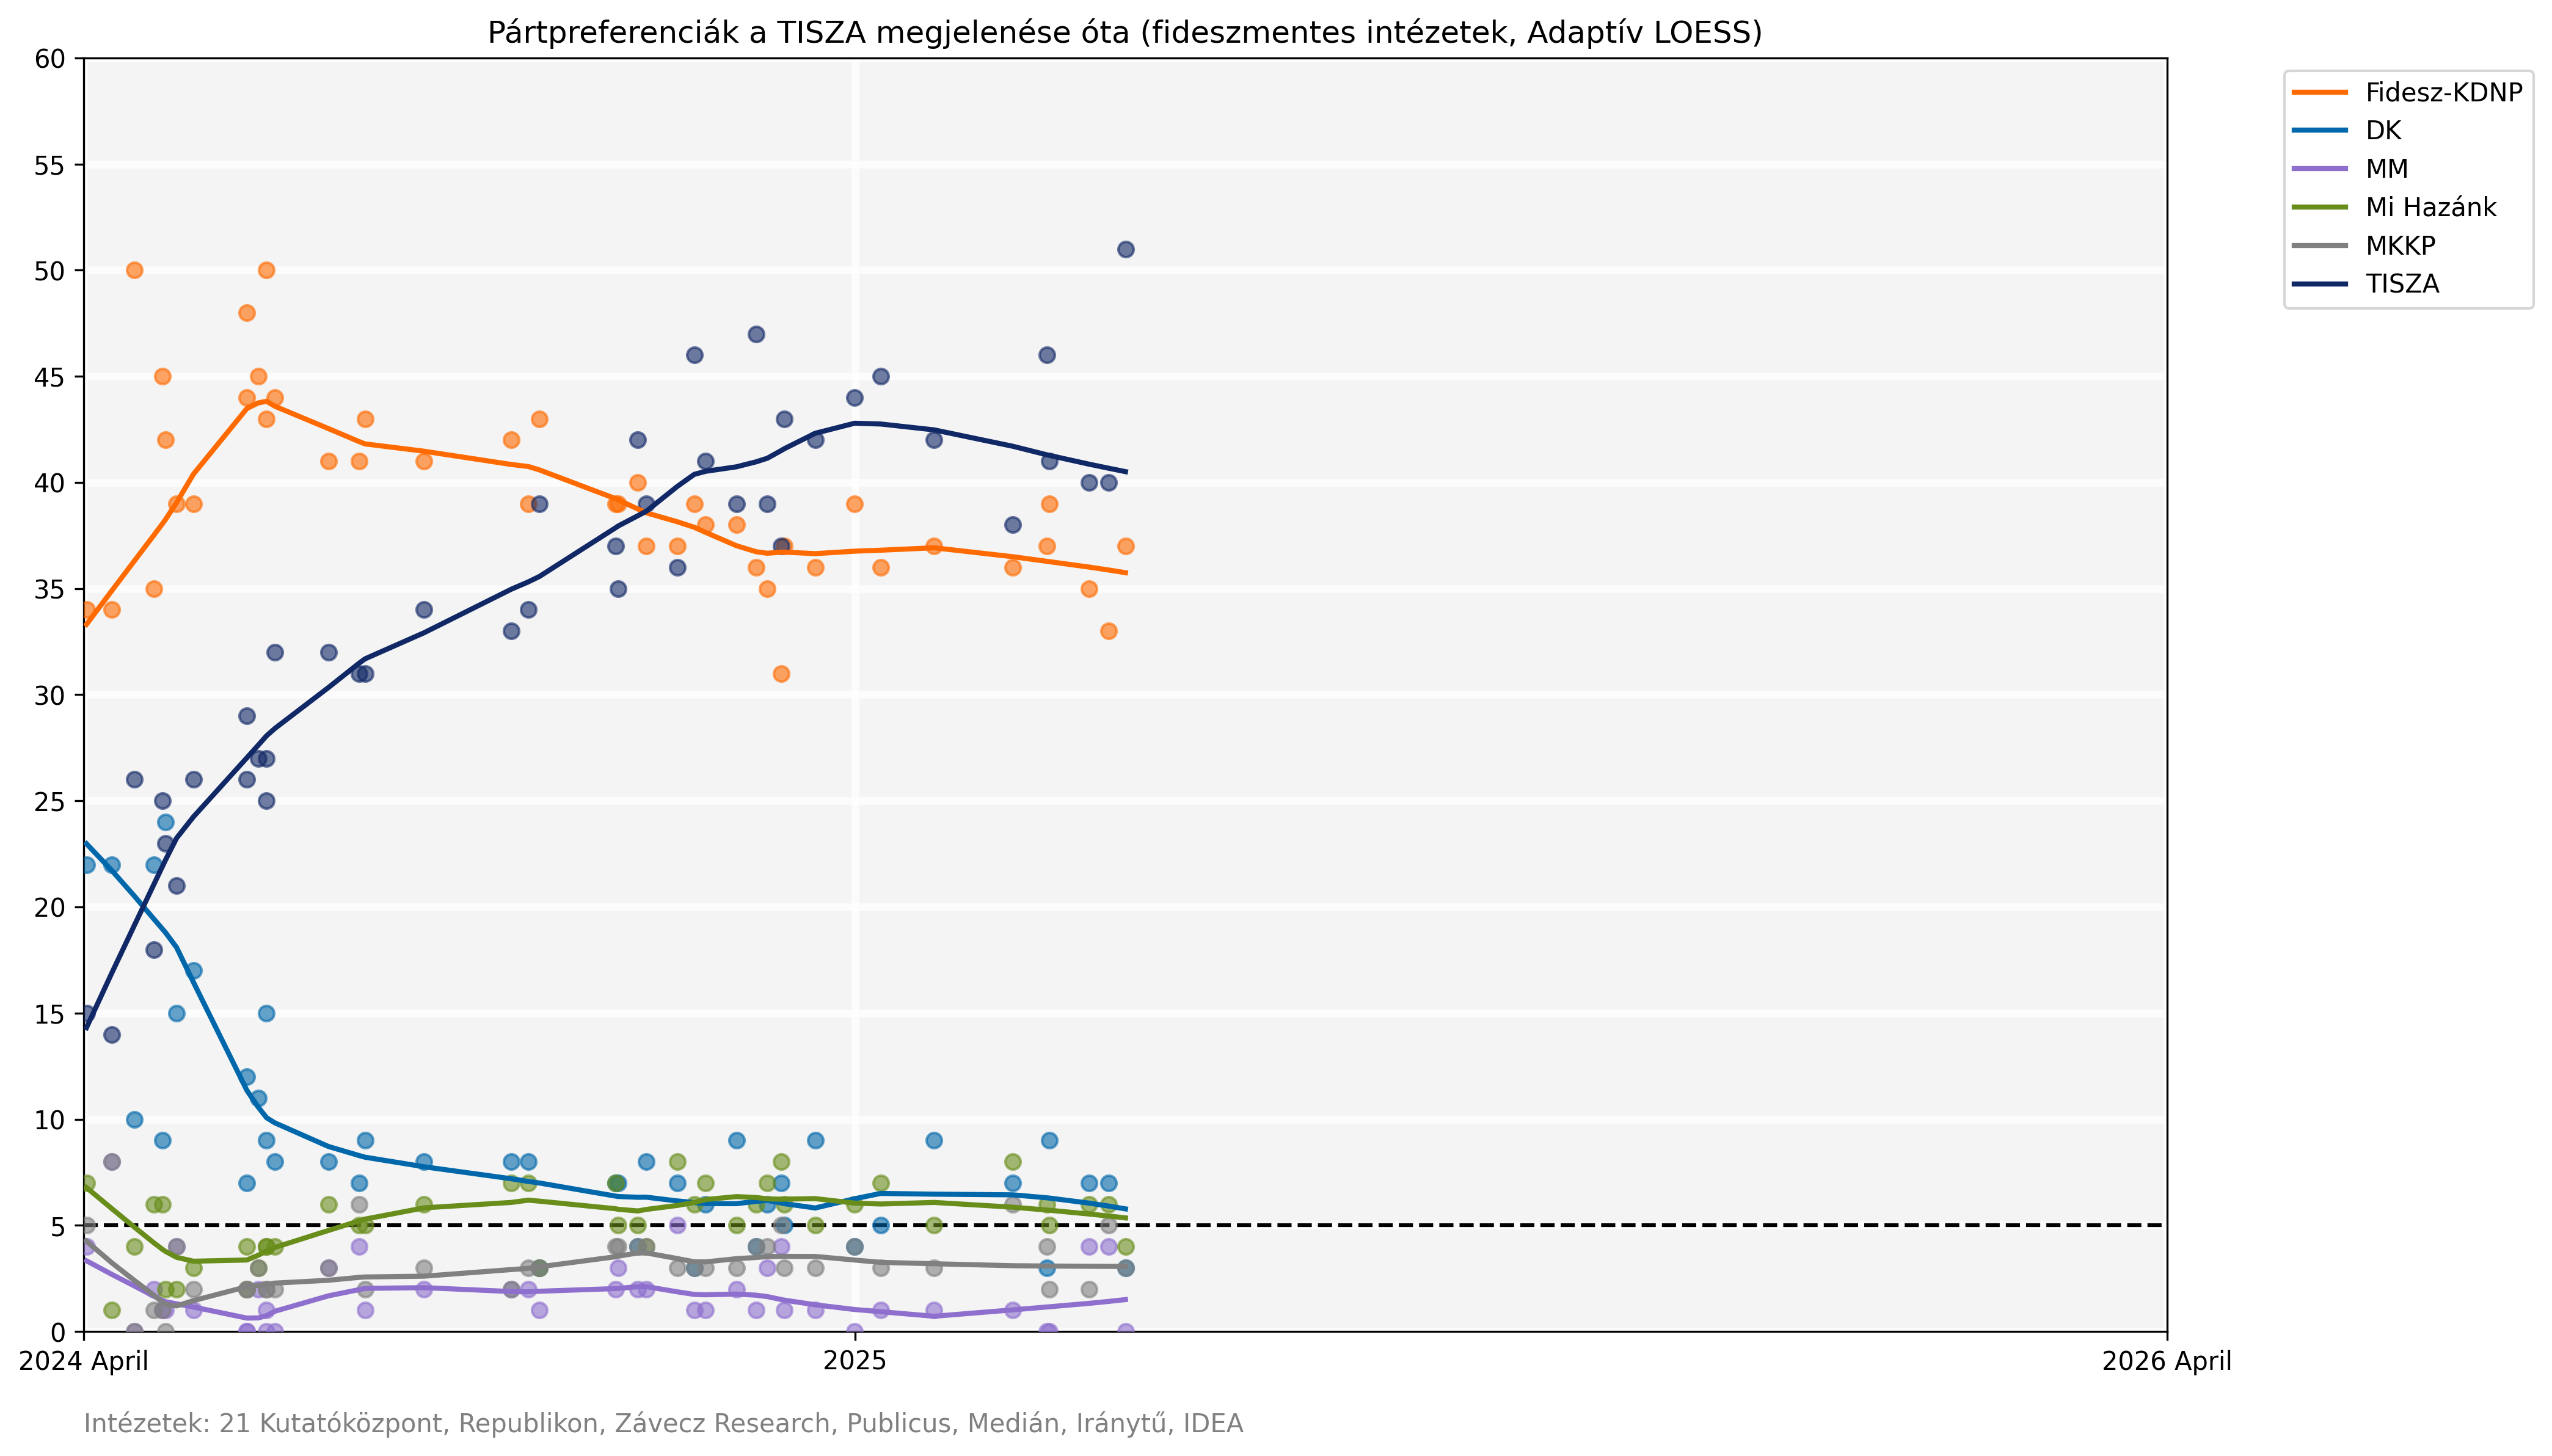 Pártpreferenciák a TISZA megjelenése óta (fideszmentes intézetek, Adaptív LOESS)
60
55
50
45
40
35
30
25
20
15
10
5
0
2024 April
2025
2026 April
Fidesz-KDNP
DK
MM
Mi Hazánk
MKKP
TISZA
Intézetek: 21 Kutatóközpont, Republikon, Závecz Research, Publicus, Medián, Iránytű, IDEA